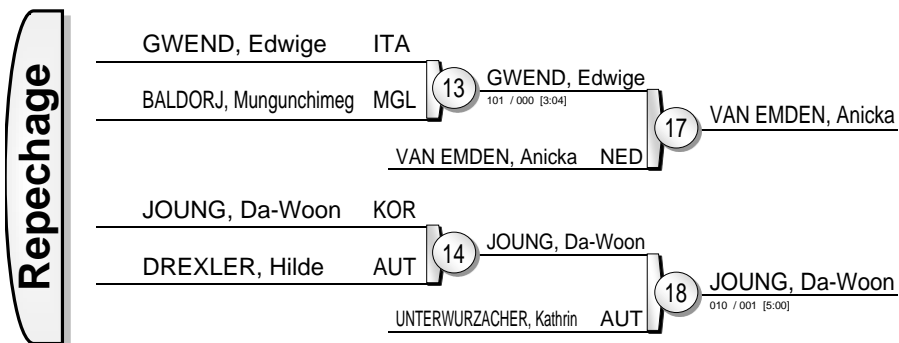 Repechage
GWEND, Edwige ITA
BALDORJ, Mungunchimeg MGL
13
GWEND, Edwige
101 / 000 [3:04]
VAN EMDEN, Anicka NED
17
VAN EMDEN, Anicka
JOUNG, Da-Woon KOR
DREXLER, Hilde AUT
14
JOUNG, Da-Woon
UNTERWURZACHER, Kathrin AUT
18
JOUNG, Da-Woon
010 / 001 [5:00]